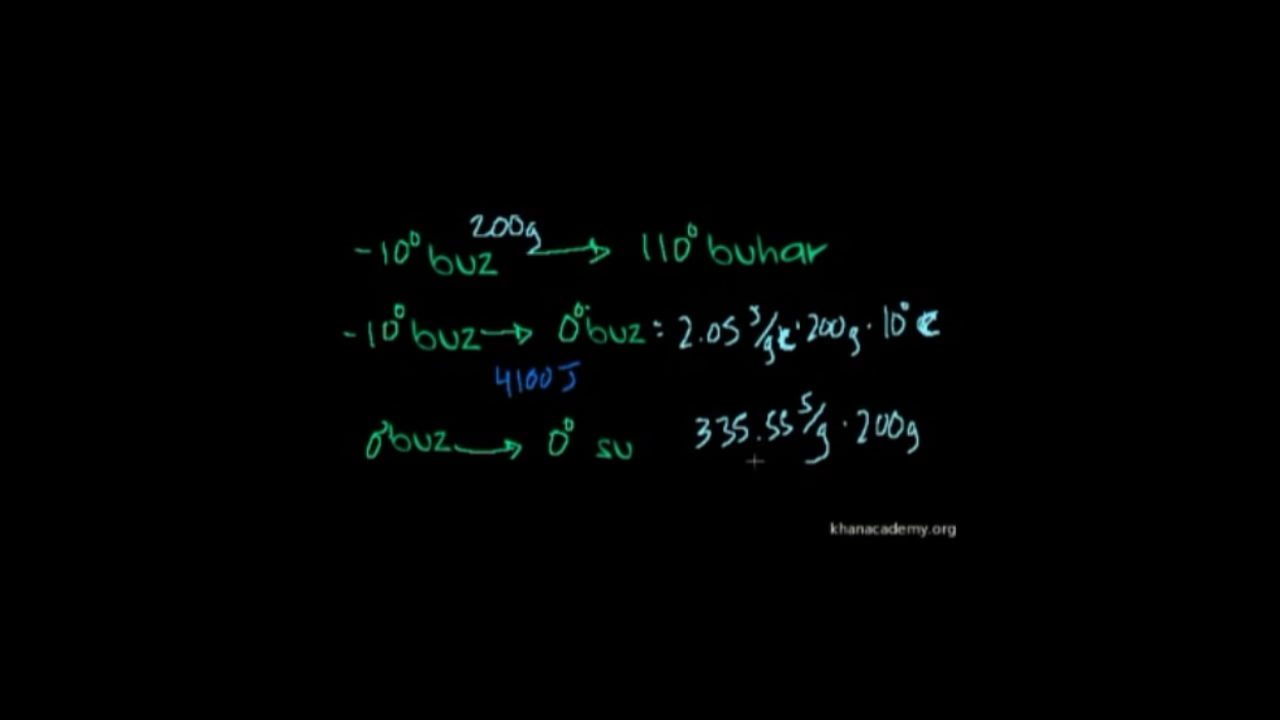 200g
-10° buz → 110° buhar
-10° buz → 0° buz : 2.05 J/g°C · 200g · 10°C
4100 J
0° buz → 0° su 335.55 J/g · 200g
khanacademy.org